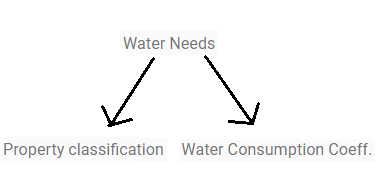 Water Needs
Property classification
Water Consumption Coeff.